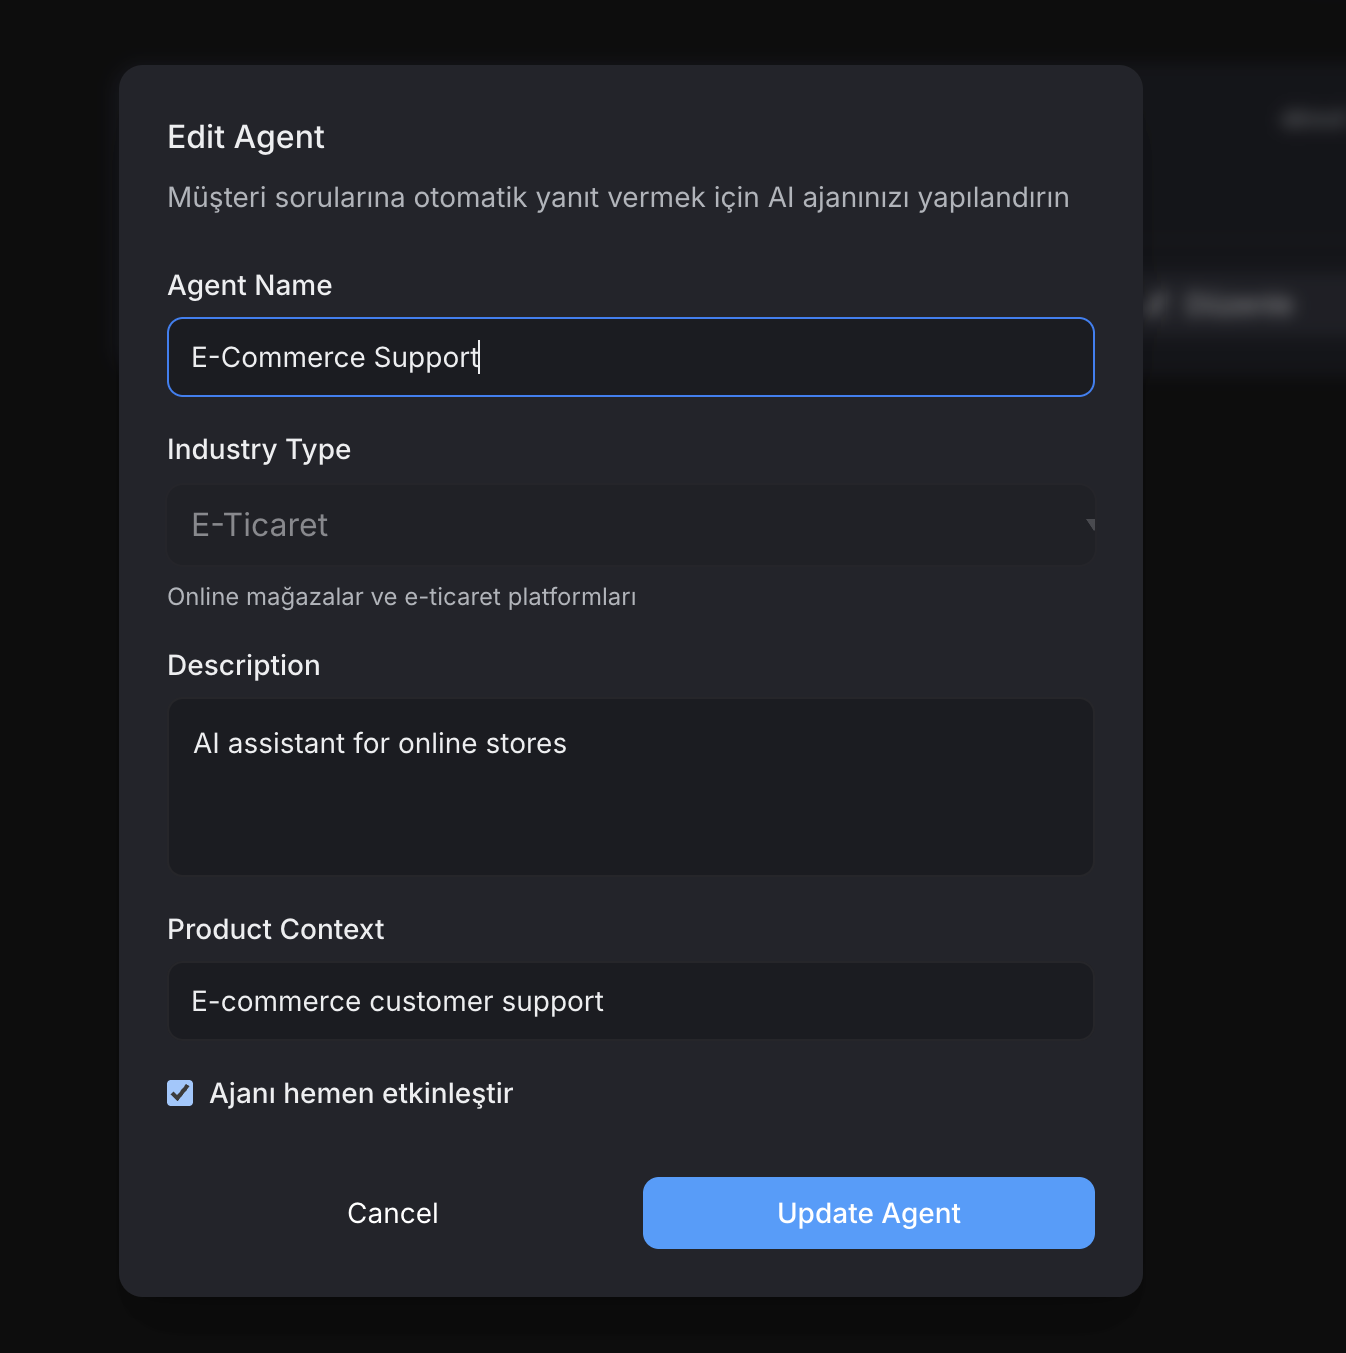 Edit Agent
Müşteri sorularına otomatik yanıt vermek için AI ajanınızı yapılandırın
Agent Name
E-Commerce Support
Industry Type
E-Ticaret
Online mağazalar ve e-ticaret platformları
Description
AI assistant for online stores
Product Context
E-commerce customer support
Ajanı hemen etkinleştir
Cancel
Update Agent